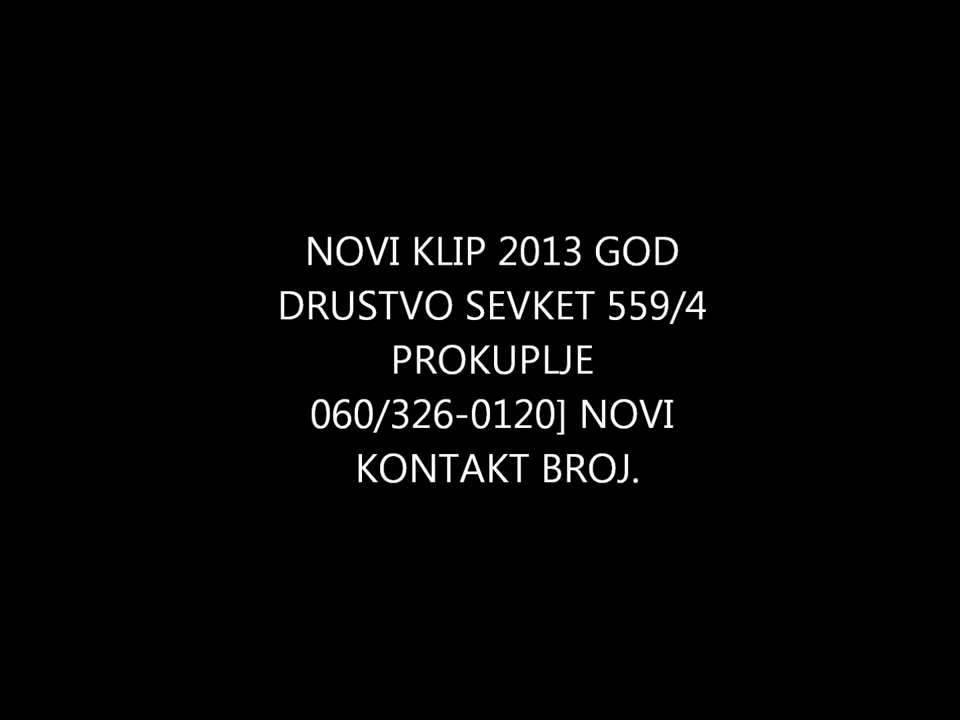 NOVI KLIP 2013 GOD
DRUSTVO SEVKET 559/4
PROKUPLJE
060/326-0120] NOVI
KONTAKT BROJ.